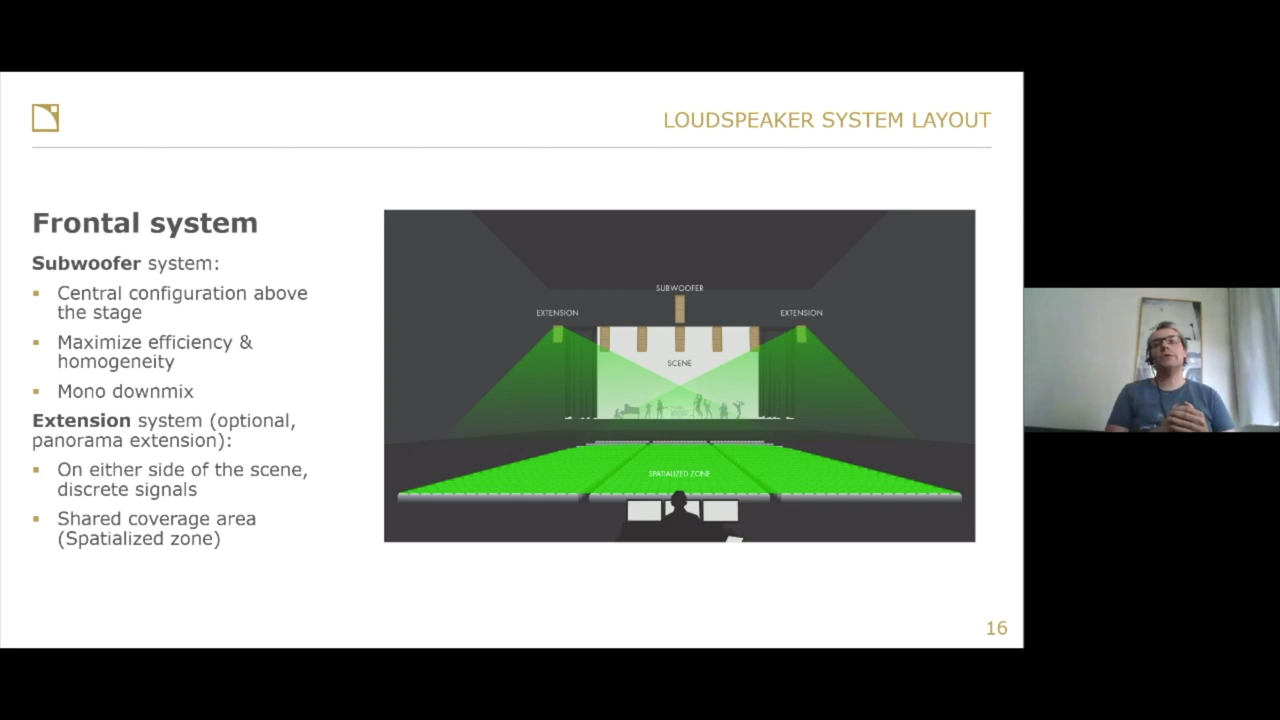 LOUDSPEAKER SYSTEM LAYOUT
Frontal system
Subwoofer system:
▪ Central configuration above
the stage
▪ Maximize efficiency &
homogeneity
▪ Mono downmix
Extension system (optional,
panorama extension):
▪ On either side of the scene,
discrete signals
▪ Shared coverage area
(Spatialized zone)
SUBWOOFER
EXTENSION
EXTENSION
SCENE
SPATIALIZED ZONE
16